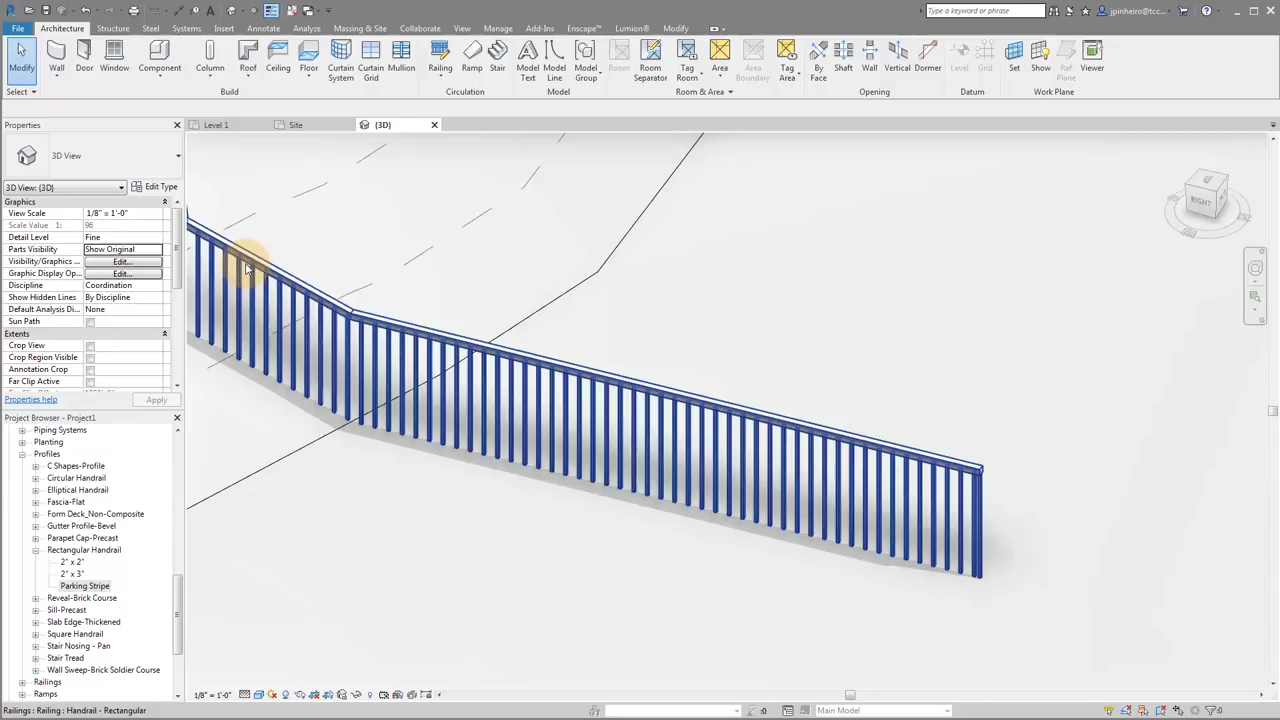 Type a keyword or phrase
jpinheiro@tcc...
File Architecture Structure Steel Systems Insert Annotate Analyze Massing & Site Collaborate View Manage Add-Ins Enscape™ Lumion® Modify
Modify Wall Door Window Component Column Roof Ceiling Floor Curtain System Curtain Grid Mullion Railing Ramp Stair Model Text Model Line Model Group Room Room Separator Tag Room Area Area Boundary Tag Area By Face Shaft Wall Vertical Dormer Level Grid Set Show Ref Plane Viewer
Select Build Circulation Model Room & Area Opening Datum Work Plane
Properties
Level 1 Site {3D}
3D View
3D View: {3D} Edit Type
Graphics
View Scale 1/8" = 1'-0"
Scale Value 1: 96
Detail Level Fine
Parts Visibility Show Original
Visibility/Graphics ... Edit...
Graphic Display Op... Edit...
Discipline Coordination
Show Hidden Lines By Discipline
Default Analysis Di... None
Sun Path
Extents
Crop View
Crop Region Visible
Annotation Crop
Far Clip Active
Properties help Apply
Project Browser - Project1
Piping Systems
Planting
Profiles
C Shapes-Profile
Circular Handrail
Elliptical Handrail
Fascia-Flat
Form Deck_Non-Composite
Gutter Profile-Bevel
Parapet Cap-Precast
Rectangular Handrail
2" x 2"
2" x 3"
Parking Stripe
Reveal-Brick Course
Sill-Precast
Slab Edge-Thickened
Square Handrail
Stair Nosing - Pan
Stair Tread
Wall Sweep-Brick Soldier Course
Railings
Ramps
RIGHT
1/8" = 1'-0"
Railings : Railing : Handrail - Rectangular
:0
Main Model
:0